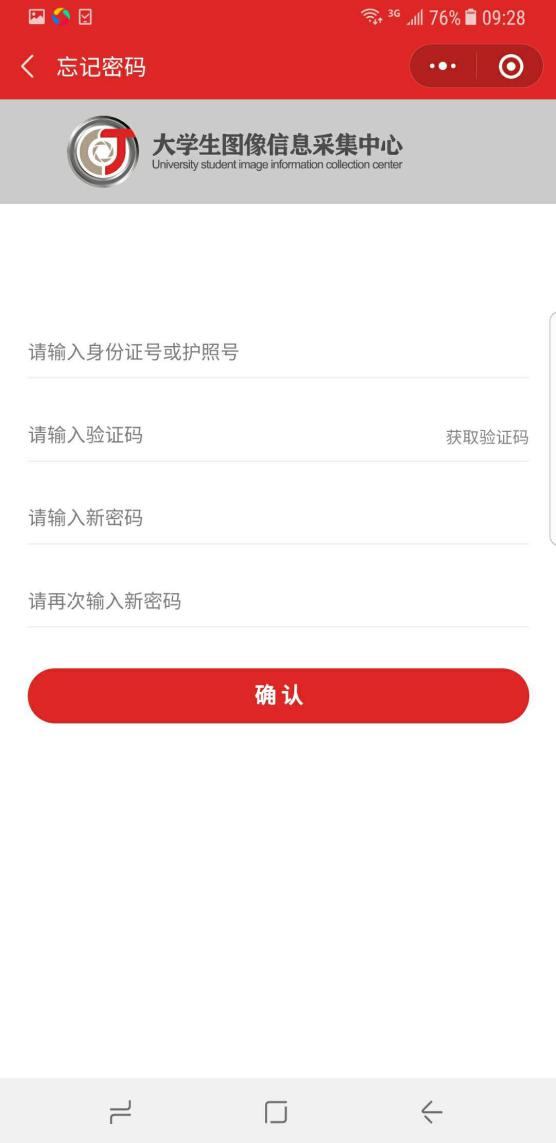 3G 76% 09:28
忘记密码
大学生图像信息采集中心
University student image information collection center
请输入身份证号或护照号
请输入验证码 获取验证码
请输入新密码
请再次输入新密码
确认